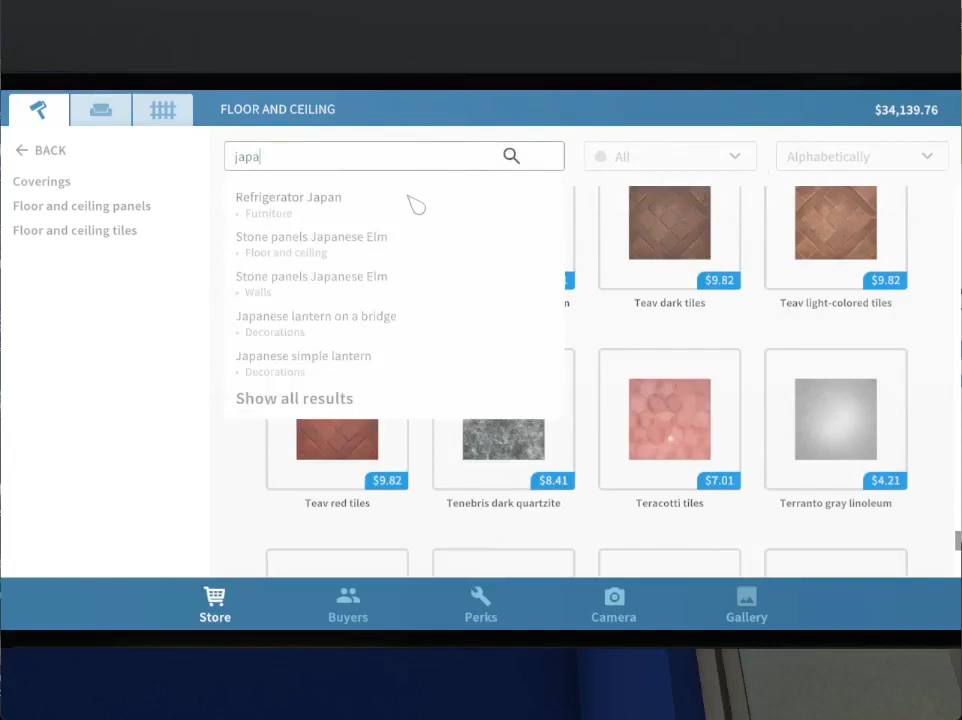 FLOOR AND CEILING
$34,139.76
BACK
japa
All
Alphabetically
Coverings
Floor and ceiling panels
Floor and ceiling tiles
Refrigerator Japan
Furniture
Stone panels Japanese Elm
Floor and ceiling
Stone panels Japanese Elm
Walls
Japanese lantern on a bridge
Decorations
Japanese simple lantern
Decorations
Show all results
$9.82
$9.82
Teav dark tiles
Teav light-colored tiles
$9.82
$8.41
$7.01
$4.21
Teav red tiles
Tenebris dark quartzite
Teracotti tiles
Terranto gray linoleum
Store
Buyers
Perks
Camera
Gallery